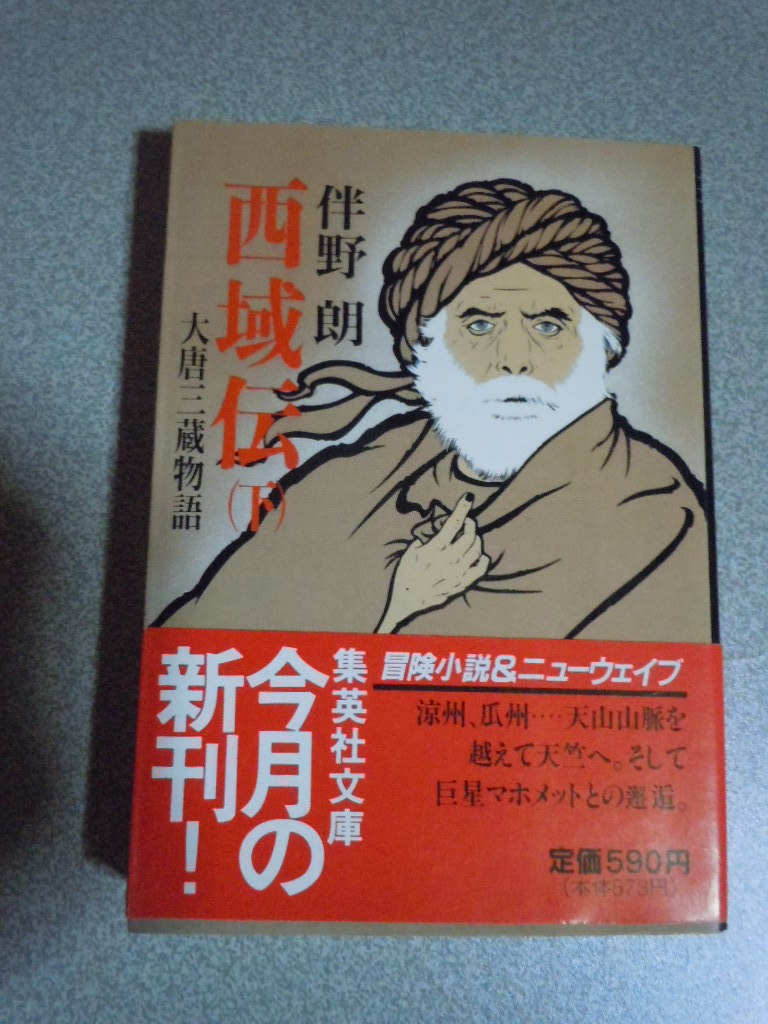 伴野 朗
西域伝(下)
大唐三蔵物語
冒険小説&ニューウェイブ
涼州、瓜州‥‥天山山脈を
越えて天竺へ。そして
巨星マホメットとの邂逅。
定価590円
(本体573円)
集英社文庫
今月の
新刊!